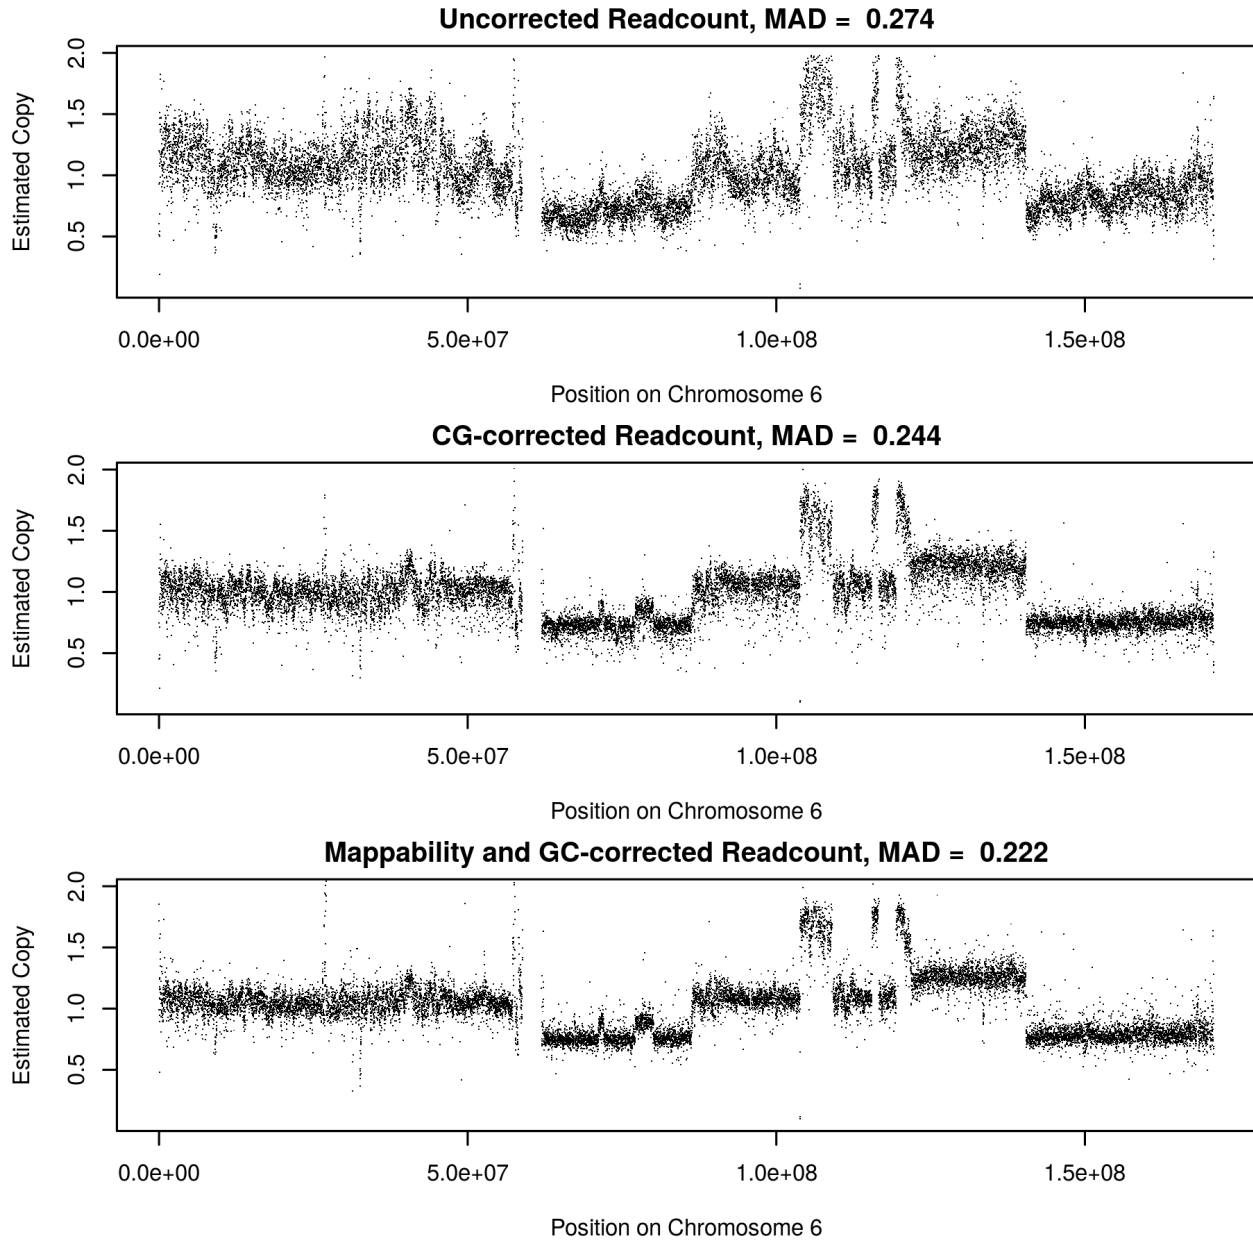 Uncorrected Readcount, MAD = 0.274
Estimated Copy
2.0
1.5
1.0
0.5
0.0e+00 5.0e+07 1.0e+08 1.5e+08
Position on Chromosome 6
CG-corrected Readcount, MAD = 0.244
Estimated Copy
2.0
1.5
1.0
0.5
0.0e+00 5.0e+07 1.0e+08 1.5e+08
Position on Chromosome 6
Mappability and GC-corrected Readcount, MAD = 0.222
Estimated Copy
2.0
1.5
1.0
0.5
0.0e+00 5.0e+07 1.0e+08 1.5e+08
Position on Chromosome 6